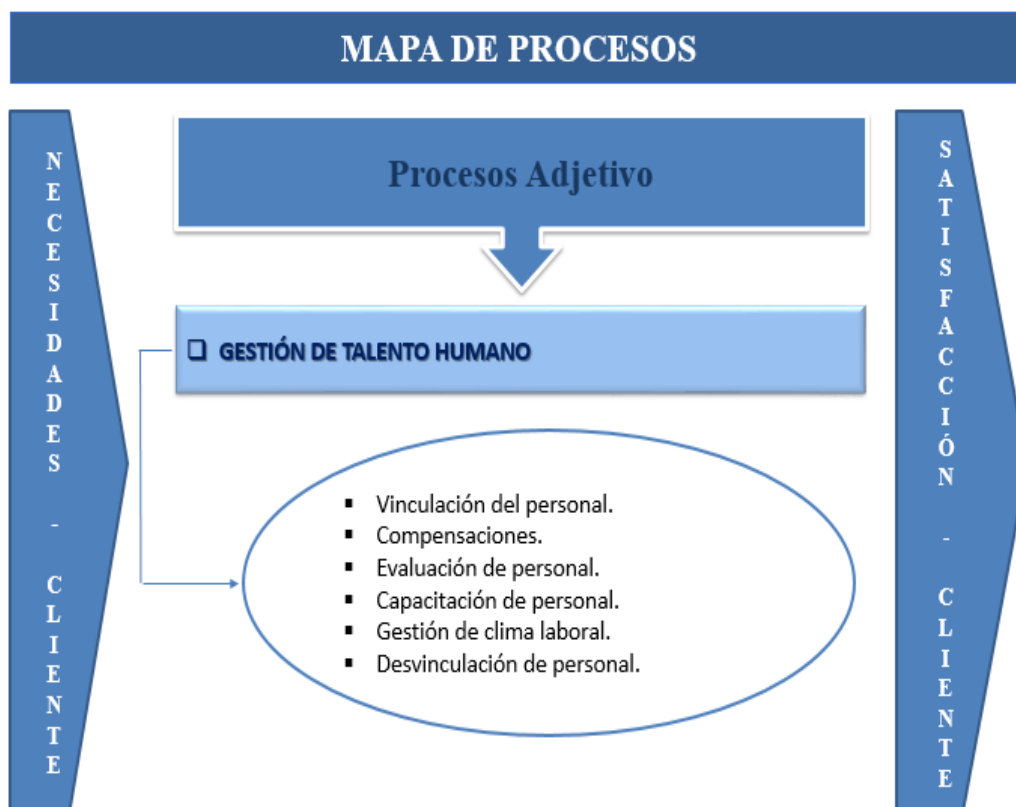 MAPA DE PROCESOS
NECESIDADES - CLIENTE
Procesos Adjetivo
❑ GESTIÓN DE TALENTO HUMANO
▪ Vinculación del personal.
▪ Compensaciones.
▪ Evaluación de personal.
▪ Capacitación de personal.
▪ Gestión de clima laboral.
▪ Desvinculación de personal.
SATISFACCIÓN - CLIENTE